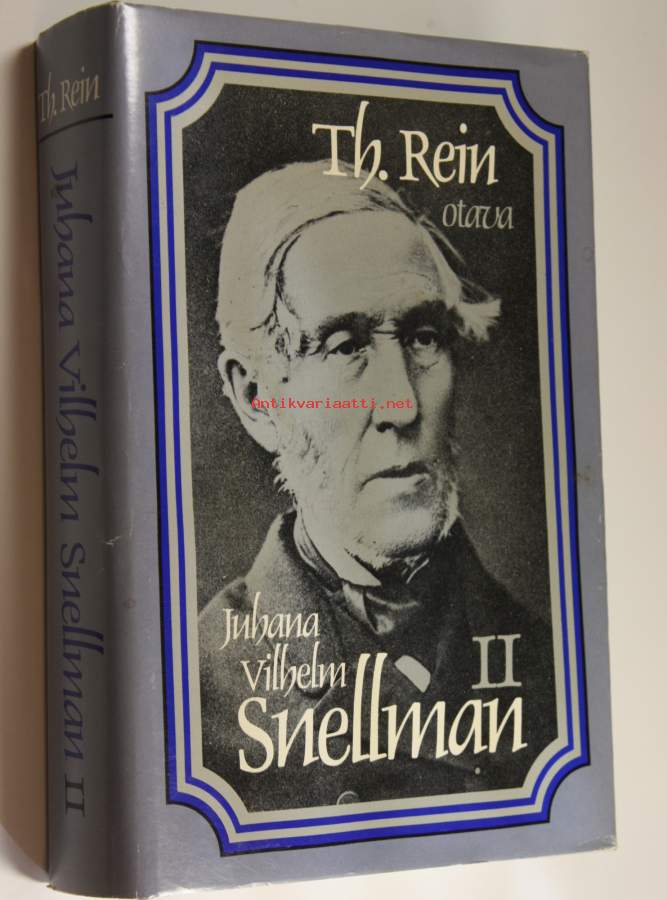 Th. Rein
Juhana Vilhelm Snellman II
Th. Rein
otava
Antikvariaatti.net
Juhana
Vilhelm
II
Snellman